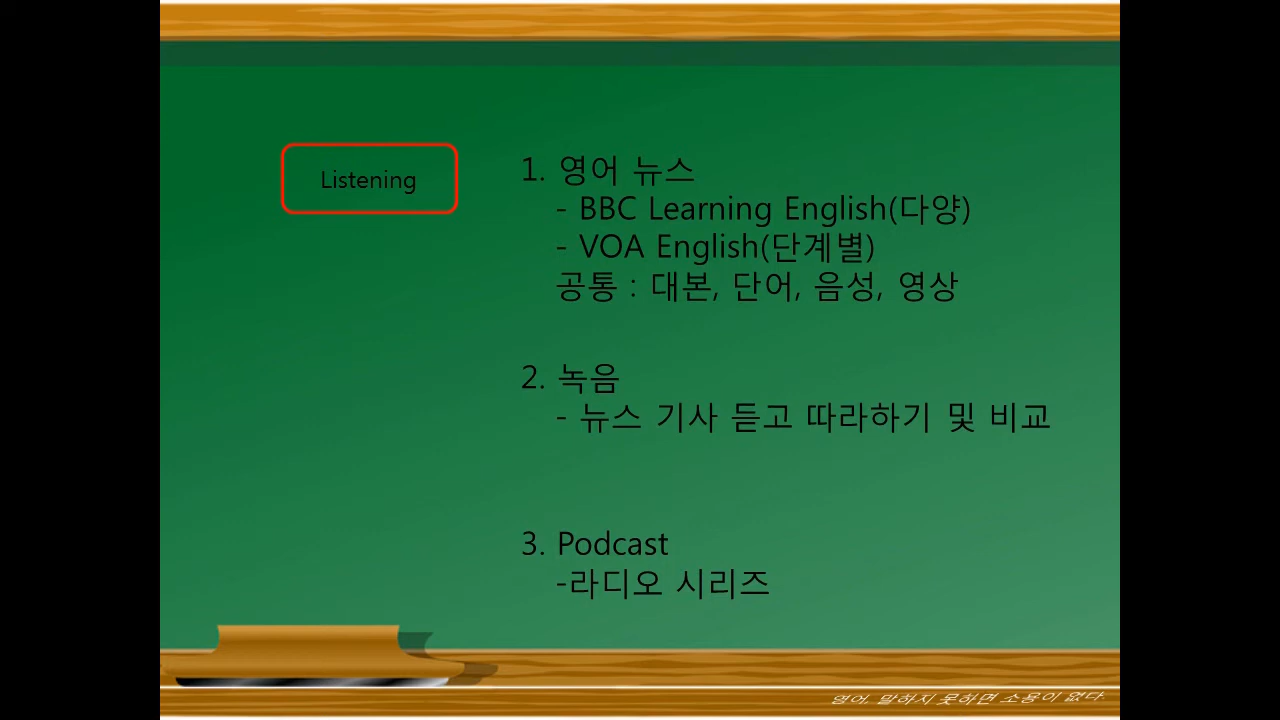 Listening
1. 영어 뉴스
- BBC Learning English(다양)
- VOA English(단계별)
공통 : 대본, 단어, 음성, 영상
2. 녹음
- 뉴스 기사 듣고 따라하기 및 비교
3. Podcast
-라디오 시리즈
영어, 말하지 못하면 소용이 없다